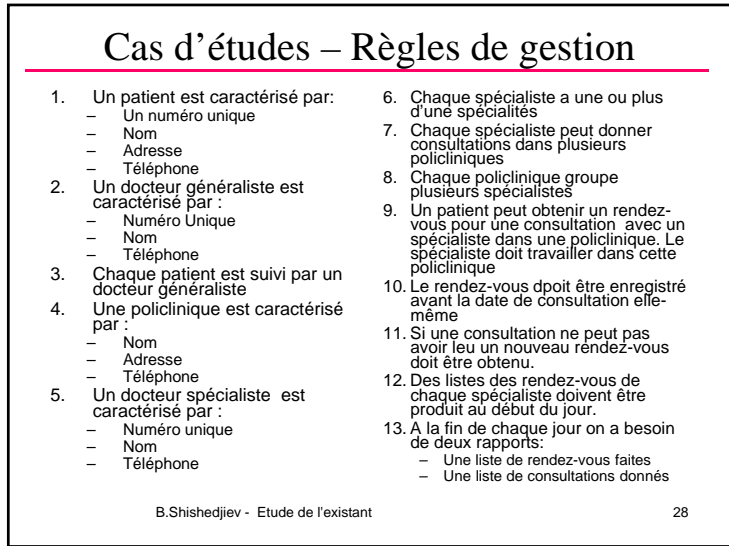 Cas d'études – Règles de gestion
1. Un patient est caractérisé par:
– Un numéro unique
– Nom
– Adresse
– Téléphone
2. Un docteur généraliste est
caractérisé par :
– Numéro Unique
– Nom
– Téléphone
3. Chaque patient est suivi par un
docteur généraliste
4. Une policlinique est caractérisé
par :
– Nom
– Adresse
– Téléphone
5. Un docteur spécialiste est
caractérisé par :
– Numéro unique
– Nom
– Téléphone
6. Chaque spécialiste a une ou plus
d'une spécialités
7. Chaque spécialiste peut donner
consultations dans plusieurs
policliniques
8. Chaque policlinique groupe
plusieurs spécialistes
9. Un patient peut obtenir un rendez-
vous pour une consultation avec un
spécialiste dans une policlinique. Le
spécialiste doit travailler dans cette
policlinique
10. Le rendez-vous dpoit être enregistré
avant la date de consultation elle-
même
11. Si une consultation ne peut pas
avoir leu un nouveau rendez-vous
doit être obtenu.
12. Des listes des rendez-vous de
chaque spécialiste doivent être
produit au début du jour.
13. A la fin de chaque jour on a besoin
de deux rapports:
– Une liste de rendez-vous faites
– Une liste de consultations donnés
B.Shishedjiev - Etude de l'existant
28